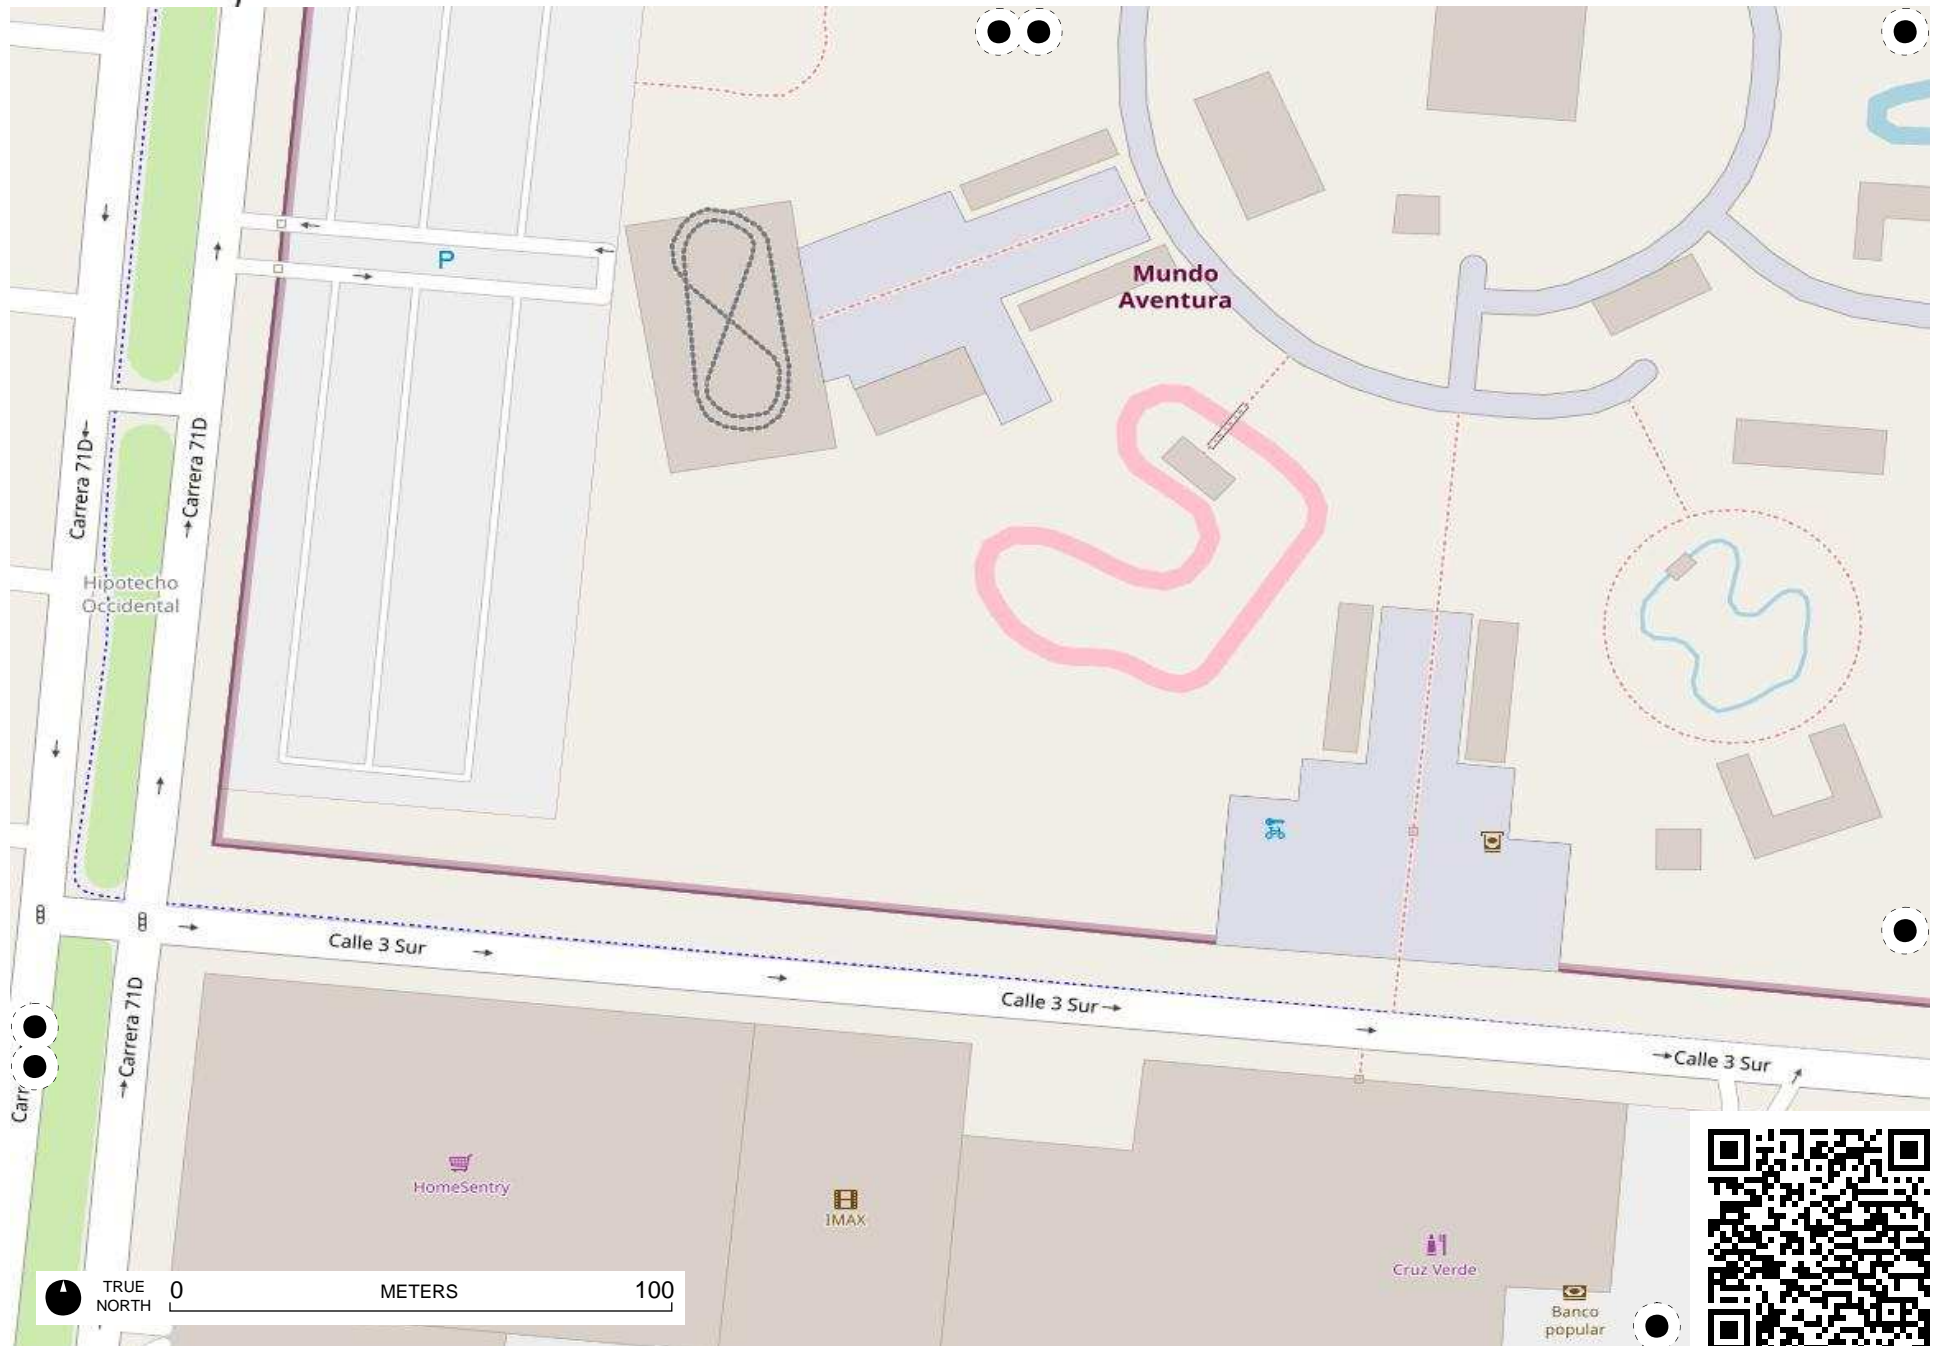 P
Mundo
Aventura
Carrera 71D
Carrera 71D
Hipotecho
Occidental
Calle 3 Sur
Calle 3 Sur
Calle 3 Sur
Carrera 71D
Carr
HomeSentry
IMAX
Cruz Verde
Banco
popular
TRUE
NORTH
0 METERS 100